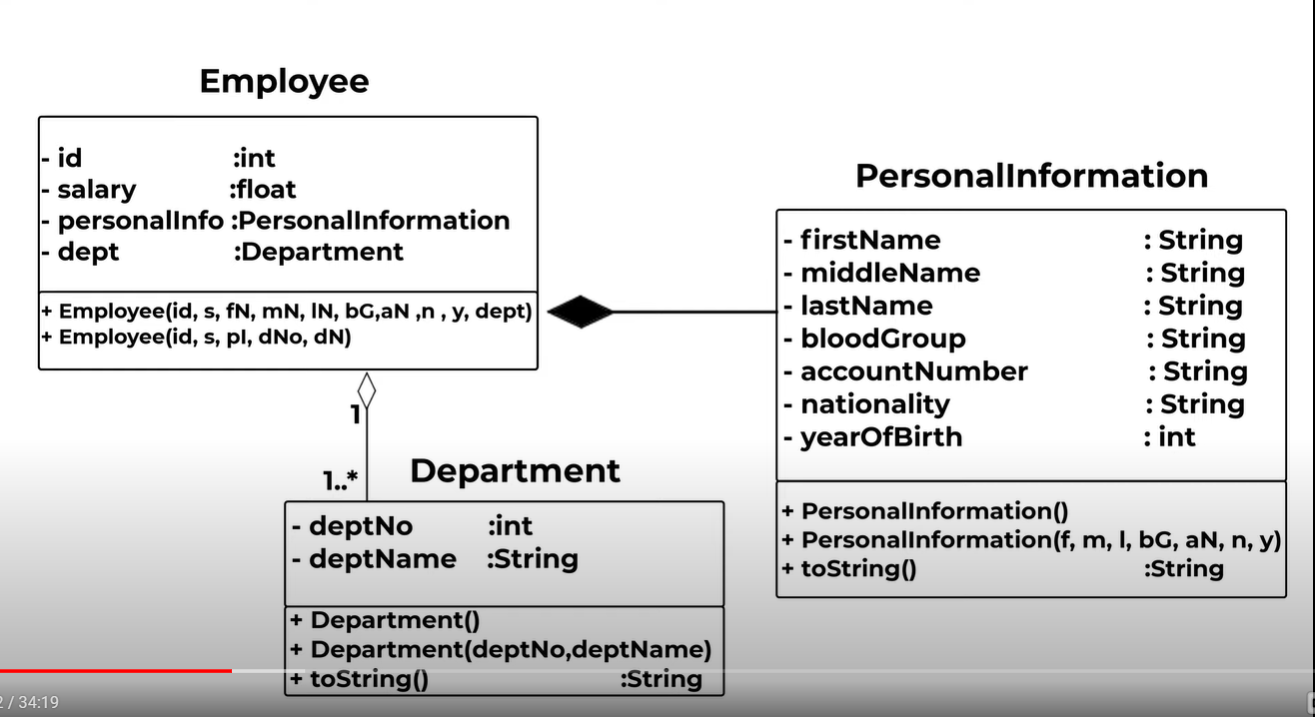 Employee
- id :int
- salary :float
- personalInfo :PersonalInformation
- dept :Department
+ Employee(id, s, fN, mN, lN, bG,aN ,n , y, dept)
+ Employee(id, s, pI, dNo, dN)
PersonalInformation
- firstName : String
- middleName : String
- lastName : String
- bloodGroup : String
- accountNumber : String
- nationality : String
- yearOfBirth : int
+ PersonalInformation()
+ PersonalInformation(f, m, l, bG, aN, n, y)
+ toString() :String
1
1..*
Department
- deptNo :int
- deptName :String
+ Department()
+ Department(deptNo,deptName)
+ toString() :String
/ 34:19